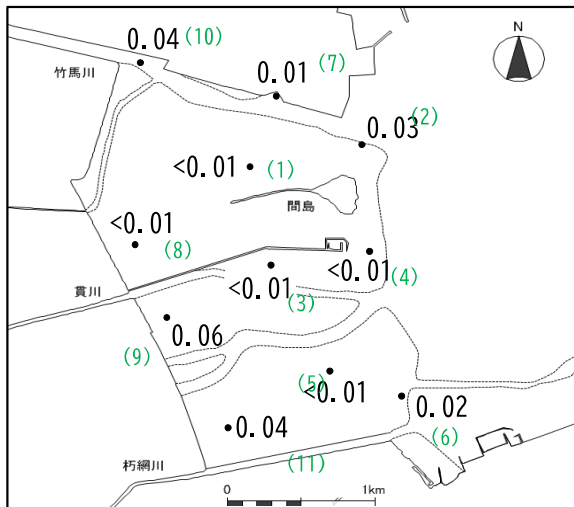 0.04 (10)
N
竹馬川
0.01 (7)
0.03 (2)
<0.01 (1)
間島
<0.01 (8)
<0.01 (4)
貫川
<0.01 (3)
0.06 (9)
(5)
<0.01
0.02 (6)
0.04 (11)
朽網川
0 1km